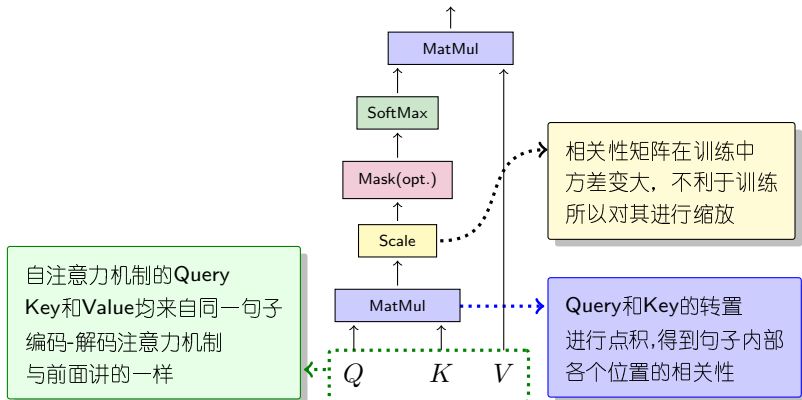 MatMul
SoftMax
Mask(opt.)
Scale
MatMul
Q K V
相关性矩阵在训练中
方差变大，不利于训练
所以对其进行缩放
自注意力机制的Query
Key和Value均来自同一句子
编码-解码注意力机制
与前面讲的一样
Query和Key的转置
进行点积,得到句子内部
各个位置的相关性